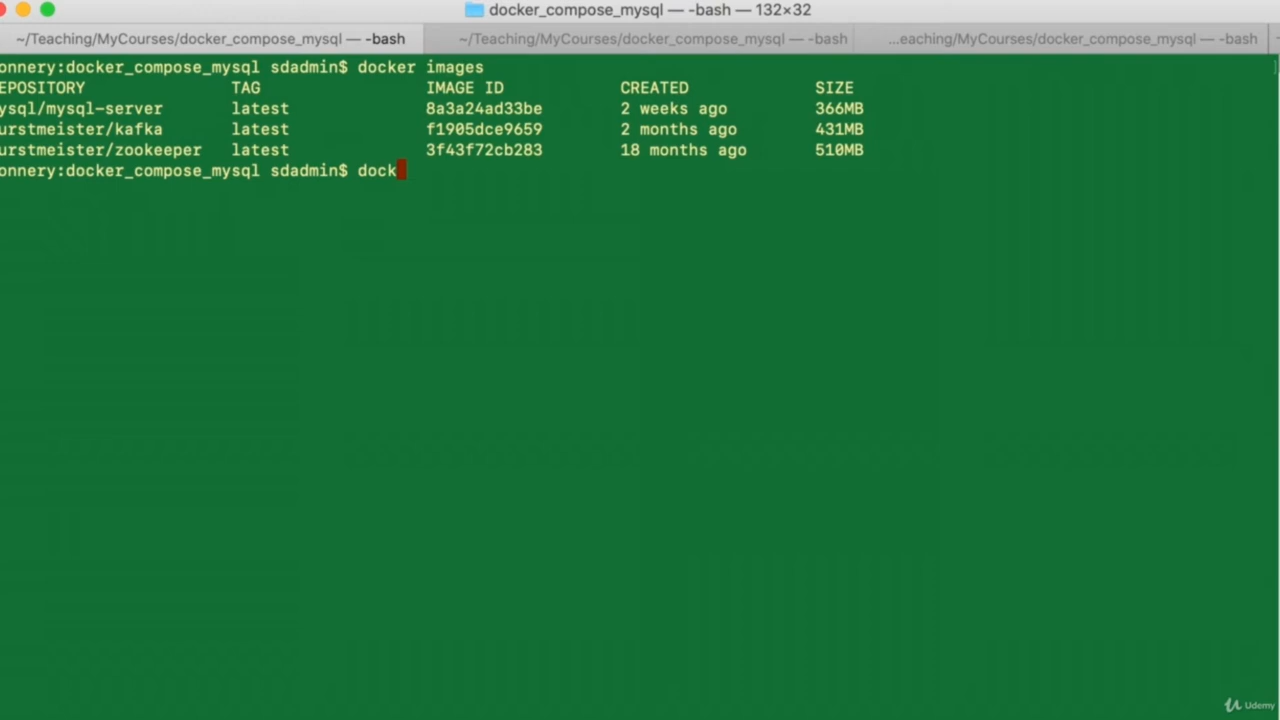 docker_compose_mysql — -bash — 132×32
~/Teaching/MyCourses/docker_compose_mysql — -bash
~/Teaching/MyCourses/docker_compose_mysql — -bash
...eaching/MyCourses/docker_compose_mysql — -bash
onnery:docker_compose_mysql sdadmin$ docker images
EPOSITORY TAG IMAGE ID CREATED SIZE
ysql/mysql-server latest 8a3a24ad33be 2 weeks ago 366MB
urstmeister/kafka latest f1905dce9659 2 months ago 431MB
urstmeister/zookeeper latest 3f43f72cb283 18 months ago 510MB
onnery:docker_compose_mysql sdadmin$ dock
Udemy